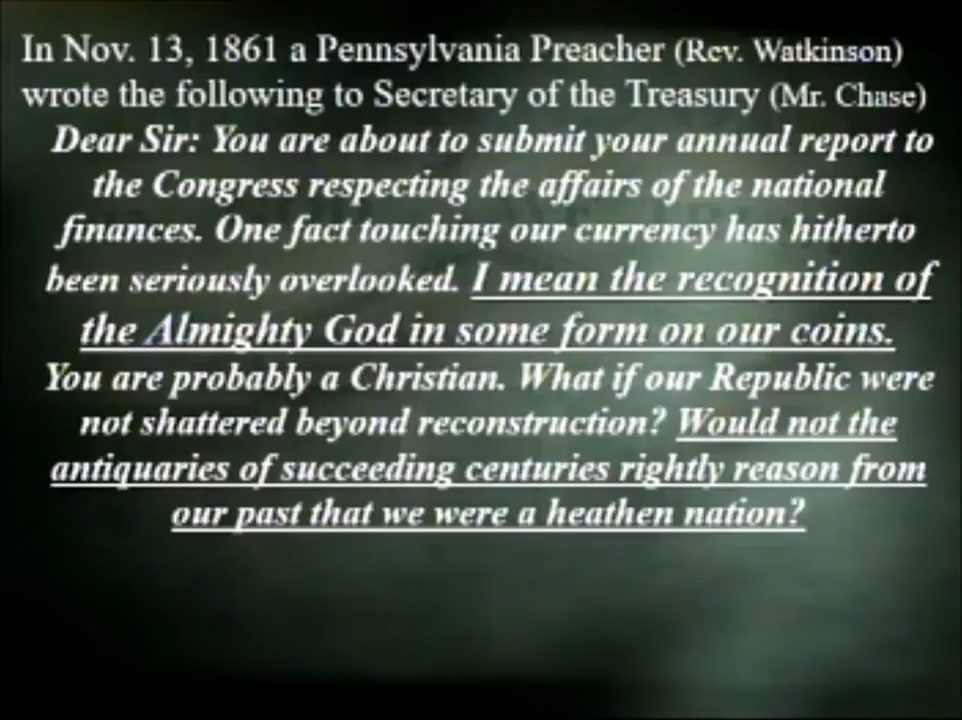 In Nov. 13, 1861 a Pennsylvania Preacher (Rev. Watkinson)
wrote the following to Secretary of the Treasury (Mr. Chase)
Dear Sir: You are about to submit your annual report to
the Congress respecting the affairs of the national
finances. One fact touching our currency has hitherto
been seriously overlooked. I mean the recognition of
the Almighty God in some form on our coins.
You are probably a Christian. What if our Republic were
not shattered beyond reconstruction? Would not the
antiquaries of succeeding centuries rightly reason from
our past that we were a heathen nation?